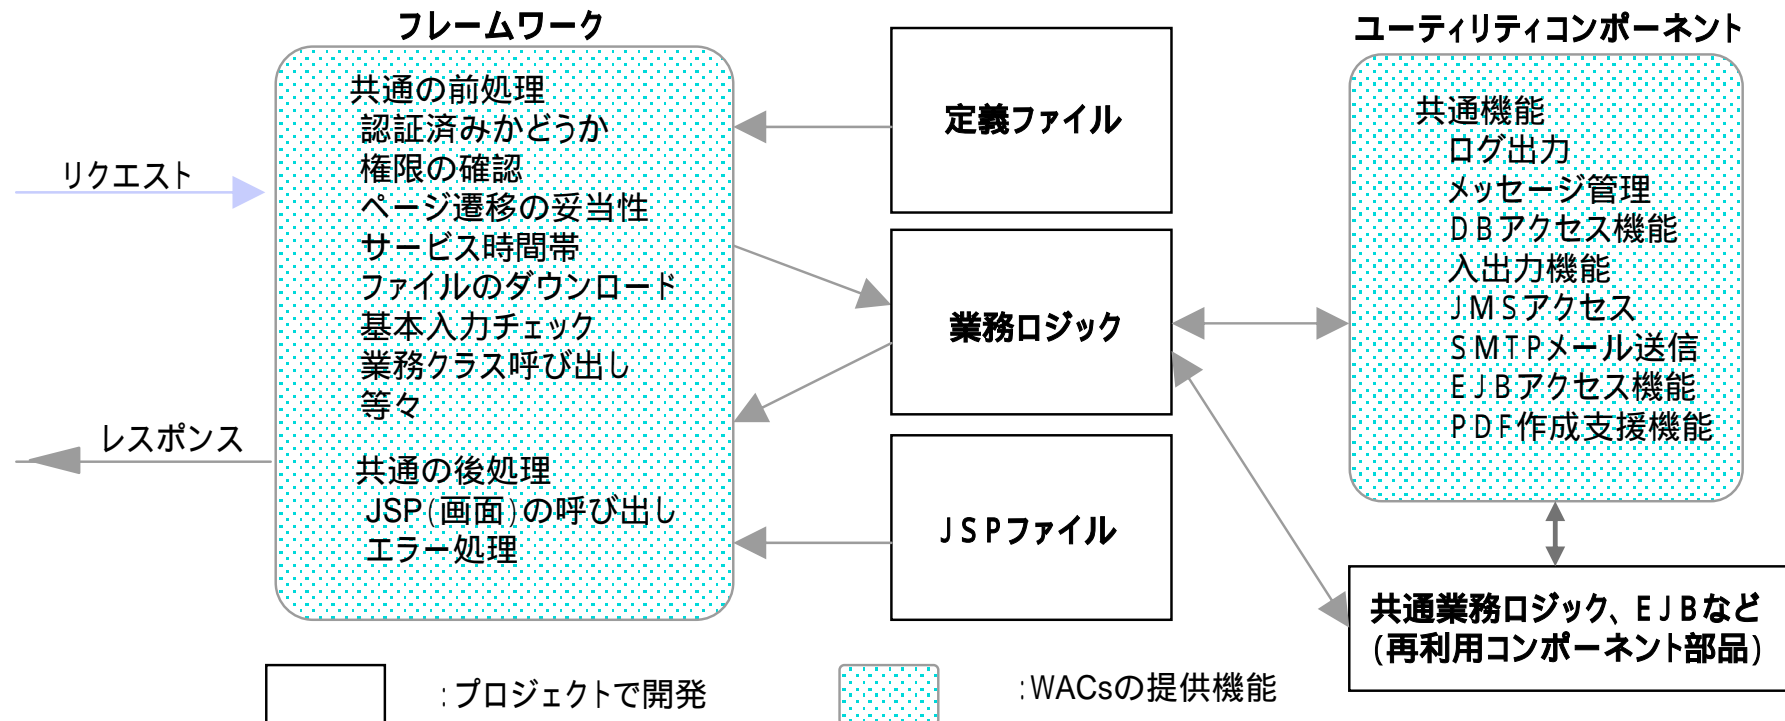 フレームワーク
共通の前処理
認証済みかどうか
権限の確認
ページ遷移の妥当性
サービス時間帯
ファイルのダウンロード
基本入力チェック
業務クラス呼び出し
等々
共通の後処理
JSP(画面)の呼び出し
エラー処理
リクエスト
レスポンス
定義ファイル
業務ロジック
JSPファイル
ユーティリティコンポーネント
共通機能
ログ出力
メッセージ管理
DBアクセス機能
入出力機能
JMSアクセス
SMTPメール送信
EJBアクセス機能
PDF作成支援機能
共通業務ロジック、EJBなど
(再利用コンポーネント部品)
:プロジェクトで開発
:WACsの提供機能